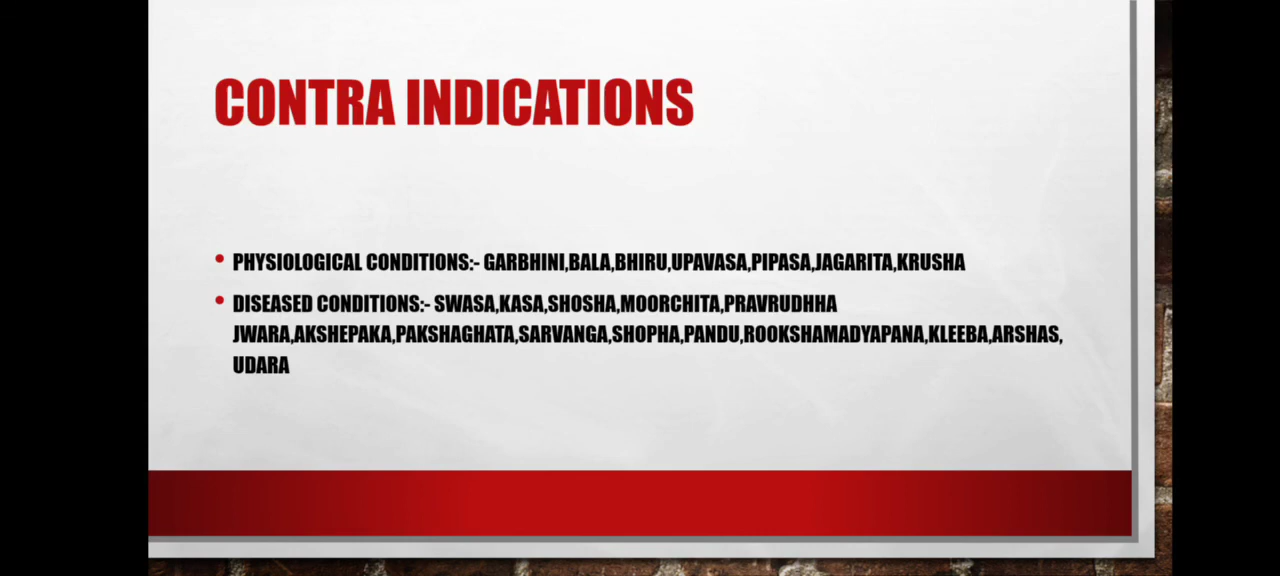 CONTRA INDICATIONS
• PHYSIOLOGICAL CONDITIONS:- GARBHINI,BALA,BHIRU,UPAVASA,PIPASA,JAGARITA,KRUSHA
• DISEASED CONDITIONS:- SWASA,KASA,SHOSHA,MOORCHITA,PRAVRUDHHA
JWARA,AKSHEPAKA,PAKSHAGHATA,SARVANGA,SHOPHA,PANDU,ROOKSHAMADYAPANA,KLEEBA,ARSHAS,
UDARA